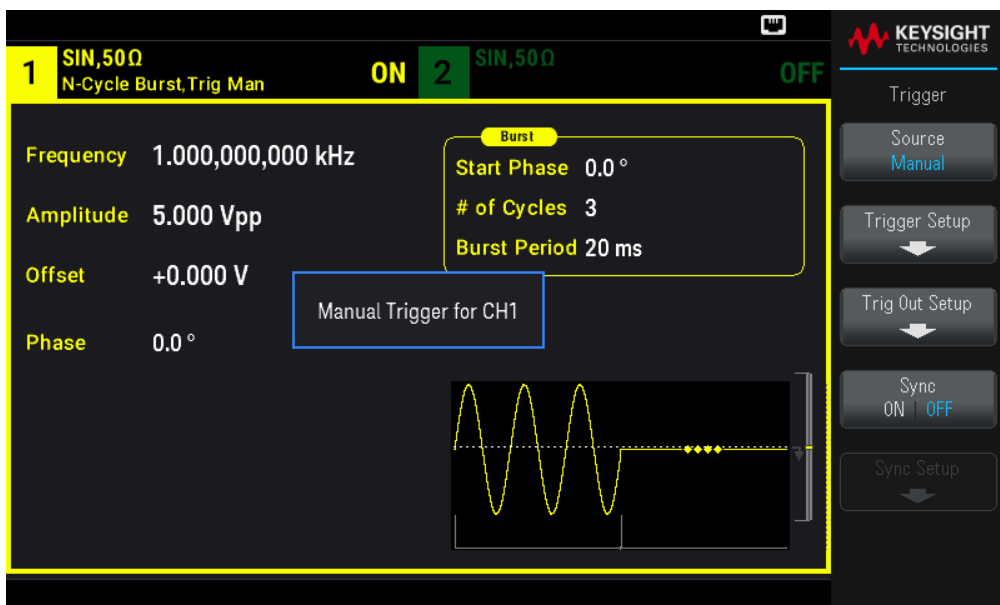 KEYSIGHT
TECHNOLOGIES
1 SIN,50Ω
N-Cycle Burst,Trig Man
ON
2 SIN,50Ω
OFF
Frequency 1.000,000,000 kHz
Amplitude 5.000 Vpp
Offset +0.000 V
Phase 0.0 °
Burst
Start Phase 0.0 °
# of Cycles 3
Burst Period 20 ms
Manual Trigger for CH1
Trigger
Source
Manual
Trigger Setup
Trig Out Setup
Sync
ON | OFF
Sync Setup